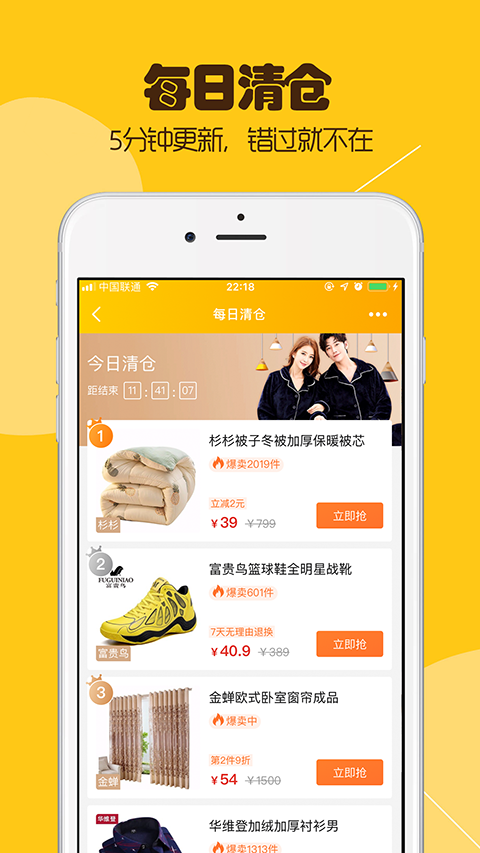 每日清仓
5分钟更新，错过就不在
中国联通
22:18
每日清仓
今日清仓
距结束 11 : 41 : 07
1
杉杉被子冬被加厚保暖被芯
爆卖2019件
立减2元
¥39 ¥799
立即抢
杉杉
2
FUGUINIAO
富贵鸟
富贵鸟篮球鞋全明星战靴
爆卖601件
7天无理由退换
¥40.9 ¥389
立即抢
富贵鸟
3
金蝉欧式卧室窗帘成品
爆卖中
第2件9折
¥54 ¥1500
立即抢
金蝉
华维登
华维登加绒加厚衬衫男
爆卖1313件